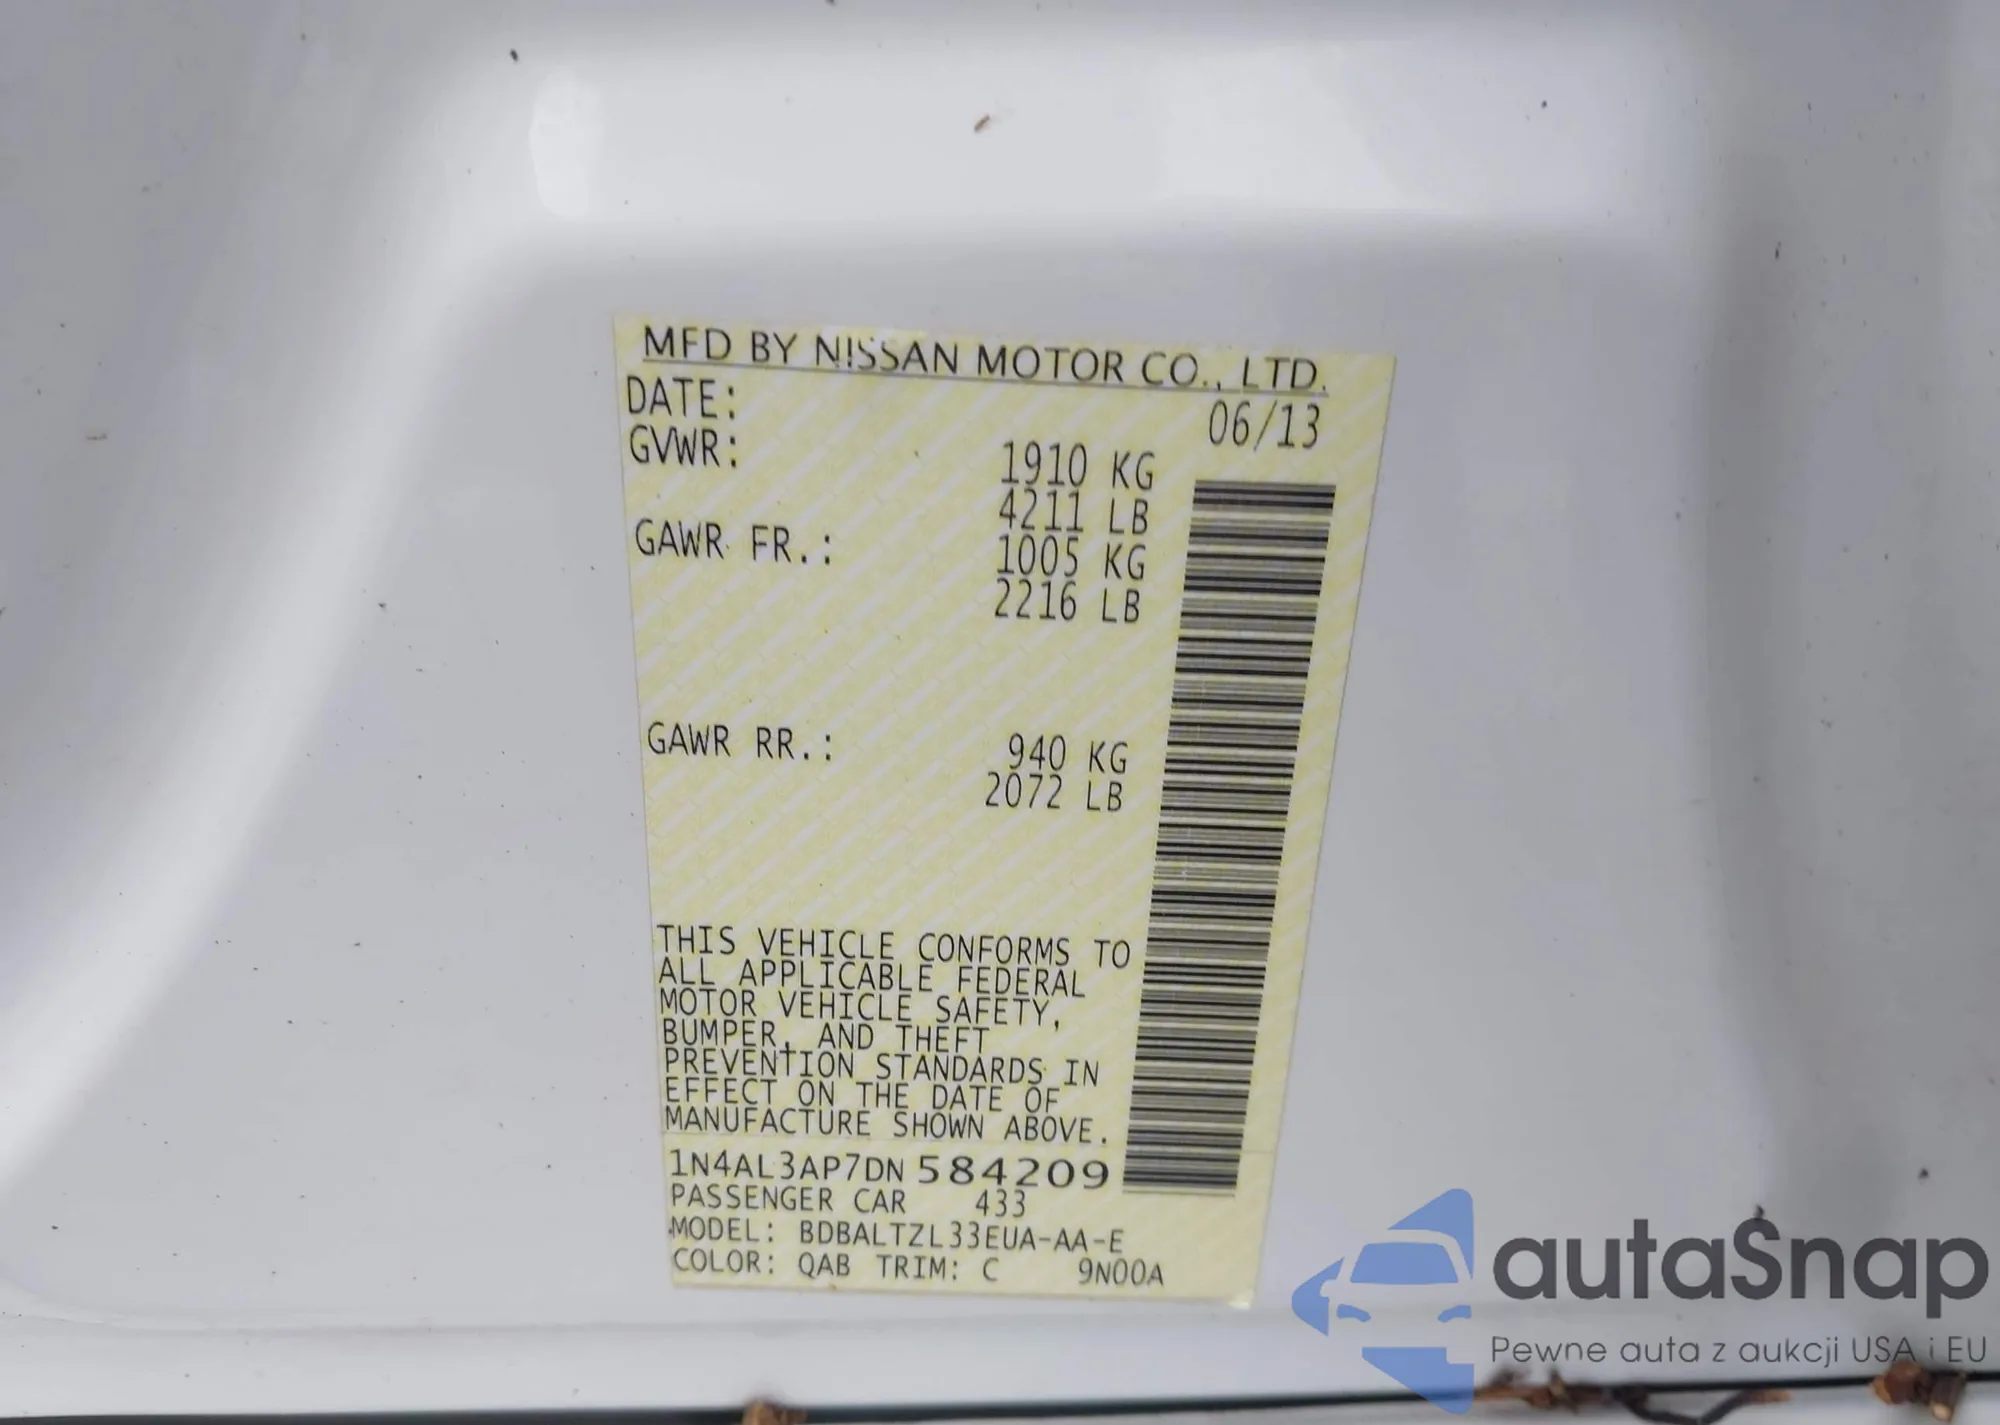 MFD BY NISSAN MOTOR CO., LTD.
DATE: 06/13
GVWR: 1910 KG
4211 LB
GAWR FR.: 1005 KG
2216 LB
GAWR RR.: 940 KG
2072 LB
THIS VEHICLE CONFORMS TO
ALL APPLICABLE FEDERAL
MOTOR VEHICLE SAFETY,
BUMPER, AND THEFT
PREVENTION STANDARDS IN
EFFECT ON THE DATE OF
MANUFACTURE SHOWN ABOVE.
1N4AL3AP7DN584209
PASSENGER CAR 433
MODEL: BDBALTZL33EUA-AA-E
COLOR: QAB TRIM: C 9N00A
autaSnap
Pewne auta z aukcji USA i EU